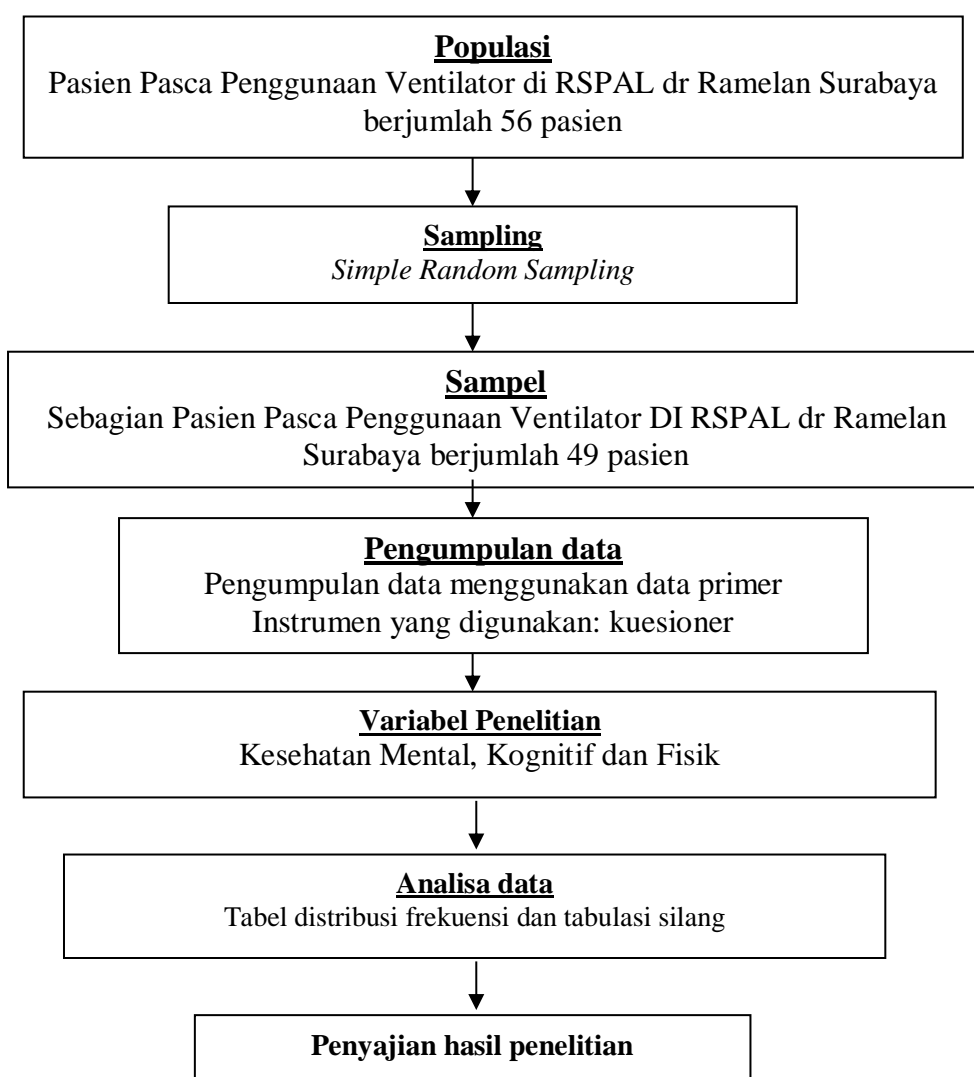 Populasi
Pasien Pasca Penggunaan Ventilator di RSPAL dr Ramelan Surabaya
berjumlah 56 pasien
Sampling
Simple Random Sampling
Sampel
Sebagian Pasien Pasca Penggunaan Ventilator DI RSPAL dr Ramelan
Surabaya berjumlah 49 pasien
Pengumpulan data
Pengumpulan data menggunakan data primer
Instrumen yang digunakan: kuesioner
Variabel Penelitian
Kesehatan Mental, Kognitif dan Fisik
Analisa data
Tabel distribusi frekuensi dan tabulasi silang
Penyajian hasil penelitian